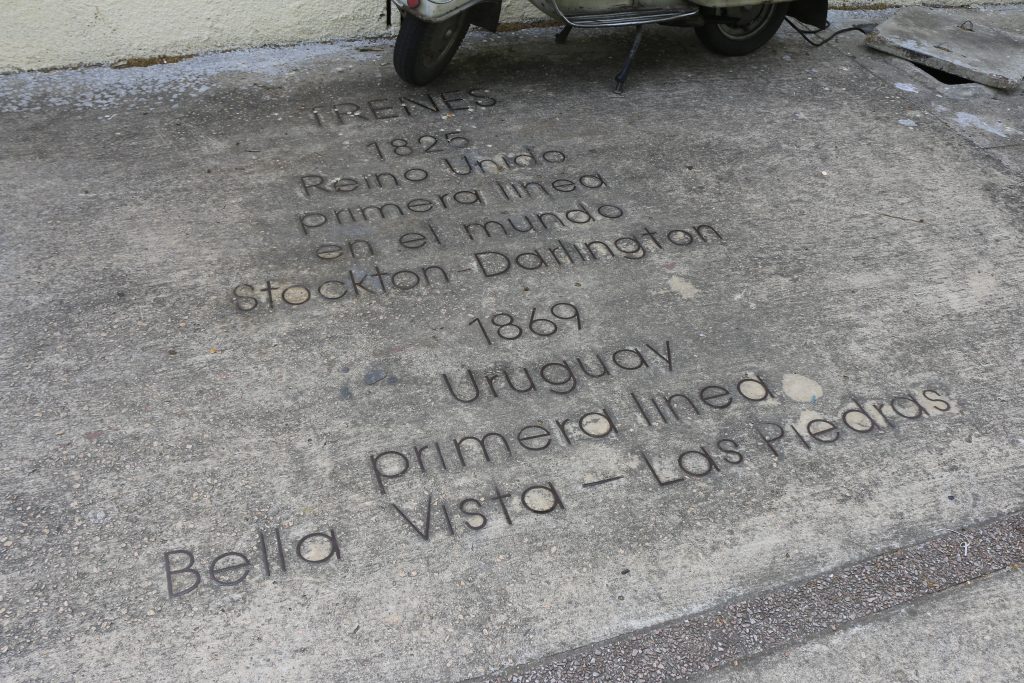 TRENES
1825
Reino Unido
primera linea
en el mundo
Stockton-Darlington
1869
Uruguay
primera linea
Bella Vista - Las Piedras